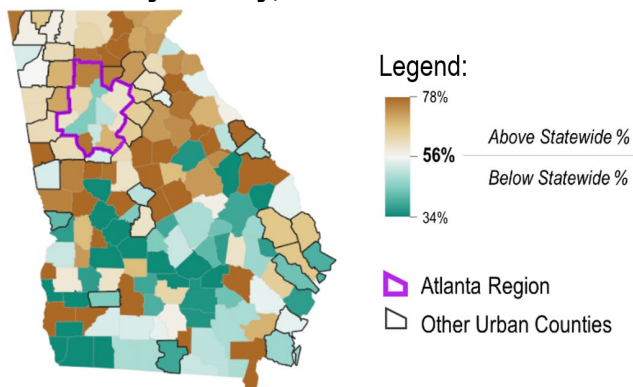 Legend:
78%
Above Statewide %
56%
Below Statewide %
34%
Atlanta Region
Other Urban Counties